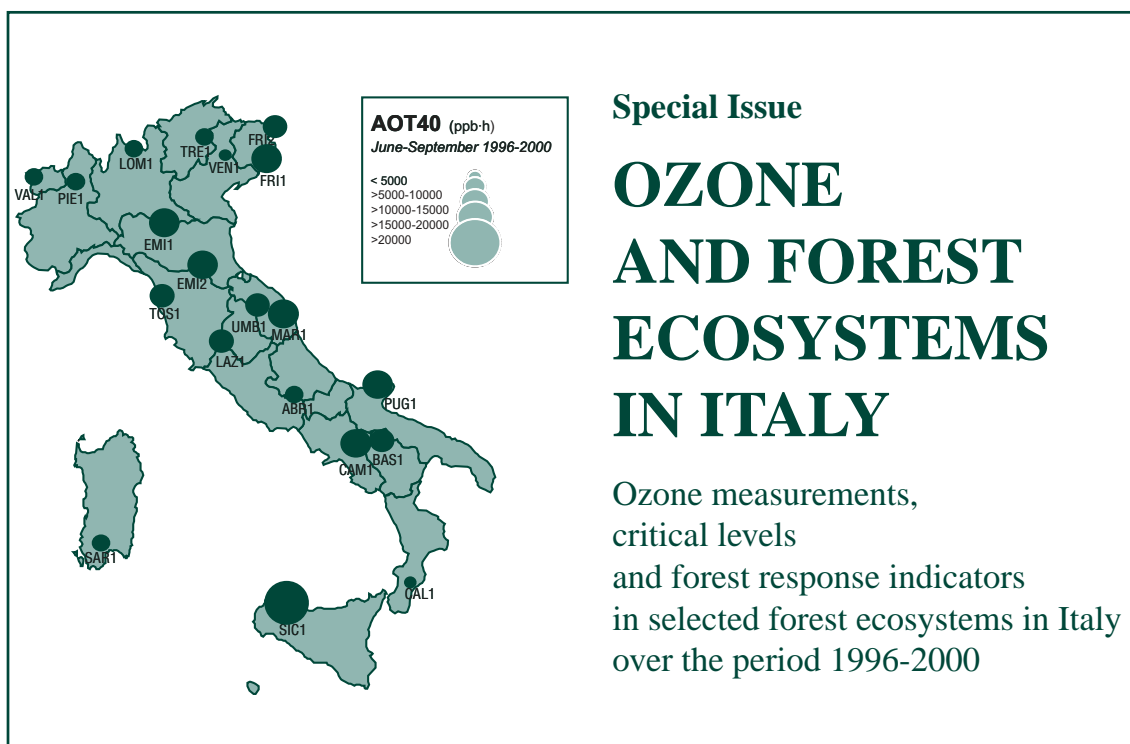 AOT40 (ppb·h)
June-September 1996-2000
< 5000
>5000-10000
>10000-15000
>15000-20000
>20000
FRI2
TRE1
LOM1
VEN1
FRI1
VAL1
PIE1
EMI1
EMI2
TOS1
UMB1
MAR1
LAZ1
ABR1
PUG1
BAS1
CAM1
SAR1
CAL1
SIC1
Special Issue
OZONE
AND FOREST
ECOSYSTEMS
IN ITALY
Ozone measurements,
critical levels
and forest response indicators
in selected forest ecosystems in Italy
over the period 1996-2000